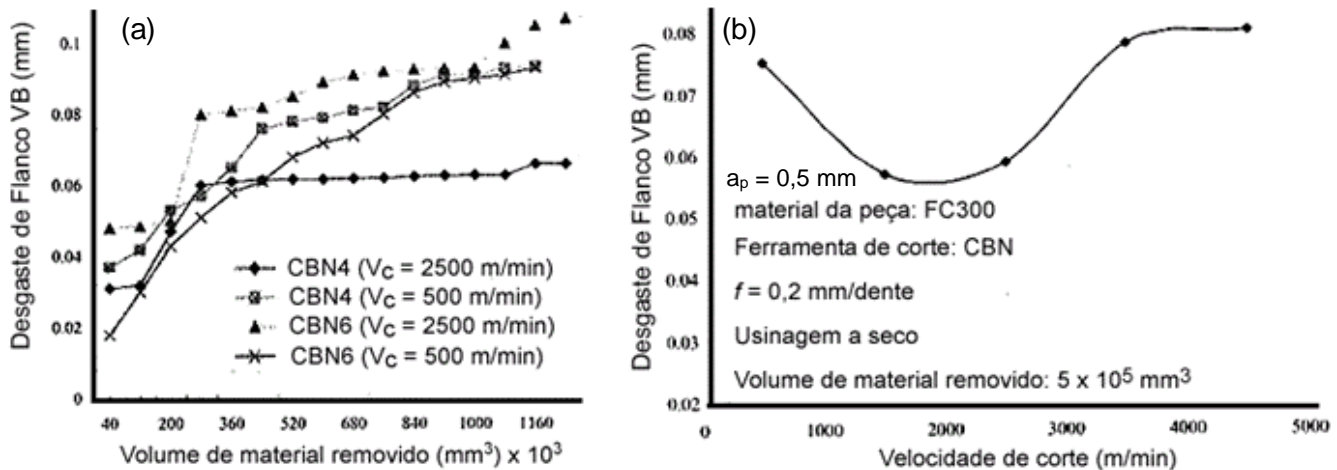 (a)
Desgaste de Flanco VB (mm)
0.1
0.08
0.06
0.04
0.02
0
CBN4 (Vc = 2500 m/min)
CBN4 (Vc = 500 m/min)
CBN6 (Vc = 2500 m/min)
CBN6 (Vc = 500 m/min)
40 200 360 520 680 840 1000 1160
Volume de material removido (mm³) x 10³
(b)
Desgaste de Flanco VB (mm)
0.08
0.07
0.06
0.05
0.04
0.03
0.02
aₚ = 0,5 mm
material da peça: FC300
Ferramenta de corte: CBN
f = 0,2 mm/dente
Usinagem a seco
Volume de material removido: 5 x 10⁵ mm³
0 1000 2000 3000 4000 5000
Velocidade de corte (m/min)